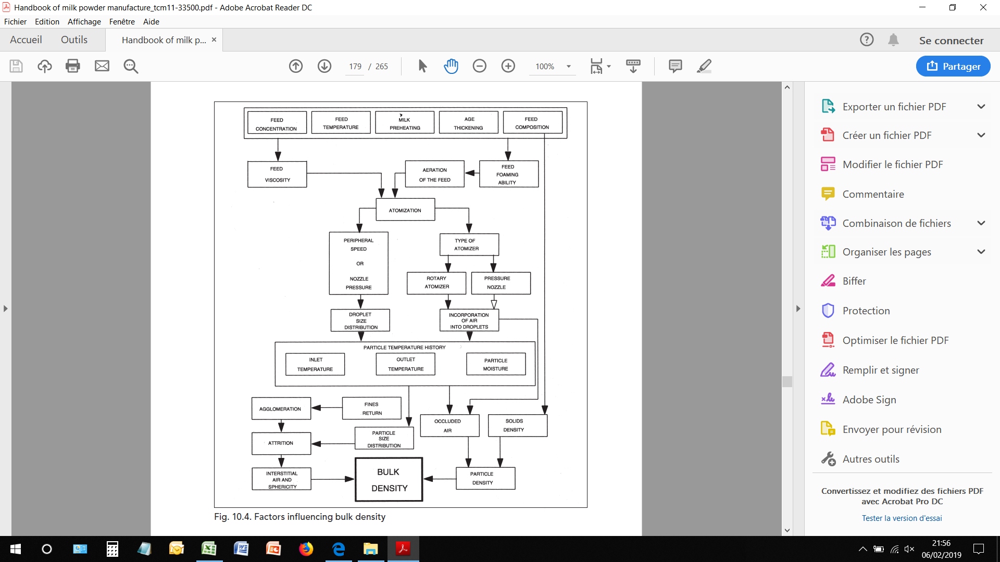 Handbook of milk powder manufacture_tcm11-33500.pdf - Adobe Acrobat Reader DC
Fichier Edition Affichage Fenêtre Aide
Accueil Outils Handbook of milk p... × Se connecter
179 / 265 100% Partager
FEED CONCENTRATION
FEED TEMPERATURE
MILK PREHEATING
AGE THICKENING
FEED COMPOSITION
FEED VISCOSITY
AERATION OF THE FEED
FEED FOAMING ABILITY
ATOMIZATION
PERIPHERAL SPEED OR NOZZLE PRESSURE
TYPE OF ATOMIZER
ROTARY ATOMIZER
PRESSURE NOZZLE
DROPLET SIZE DISTRIBUTION
INCORPORATION OF AIR INTO DROPLETS
PARTICLE TEMPERATURE HISTORY
INLET TEMPERATURE
OUTLET TEMPERATURE
PARTICLE MOISTURE
AGGLOMERATION
FINES RETURN
OCCLUDED AIR
SOLIDS DENSITY
ATTRITION
PARTICLE SIZE DISTRIBUTION
INTERSTITIAL AIR AND SPHERICITY
BULK DENSITY
PARTICLE DENSITY
Fig. 10.4. Factors influencing bulk density
Exporter un fichier PDF
Créer un fichier PDF
Modifier le fichier PDF
Commentaire
Combinaison de fichiers
Organiser les pages
Biffer
Protection
Optimiser le fichier PDF
Remplir et signer
Adobe Sign
Envoyer pour révision
Autres outils
Convertissez et modifiez des fichiers PDF
avec Acrobat Pro DC
Tester la version d'essai
21:56
06/02/2019